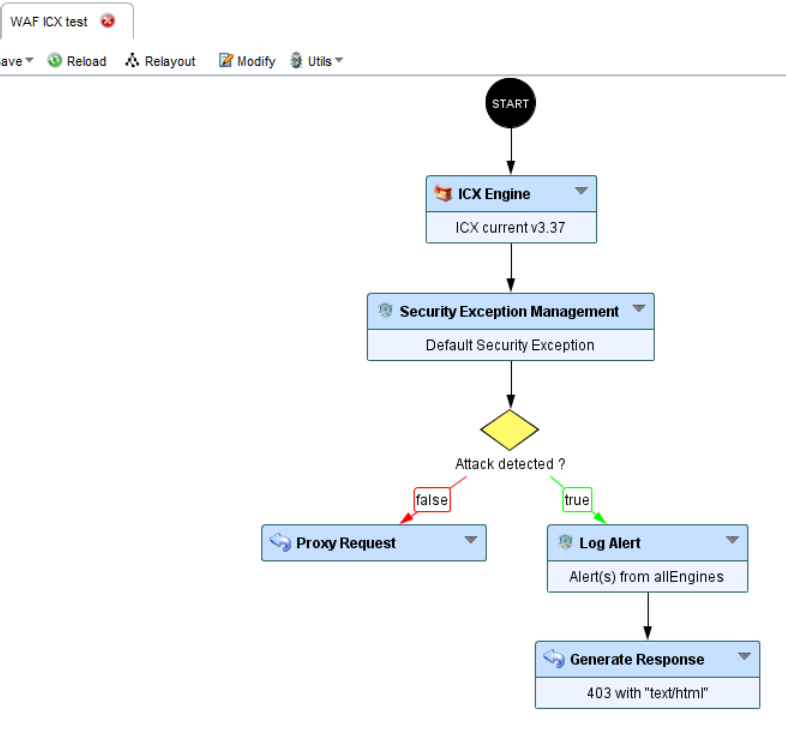 WAF ICX test
ave Reload Relayout Modify Utils
START
ICX Engine
ICX current v3.37
Security Exception Management
Default Security Exception
Attack detected ?
false true
Proxy Request Log Alert
Alert(s) from allEngines
Generate Response
403 with "text/html"